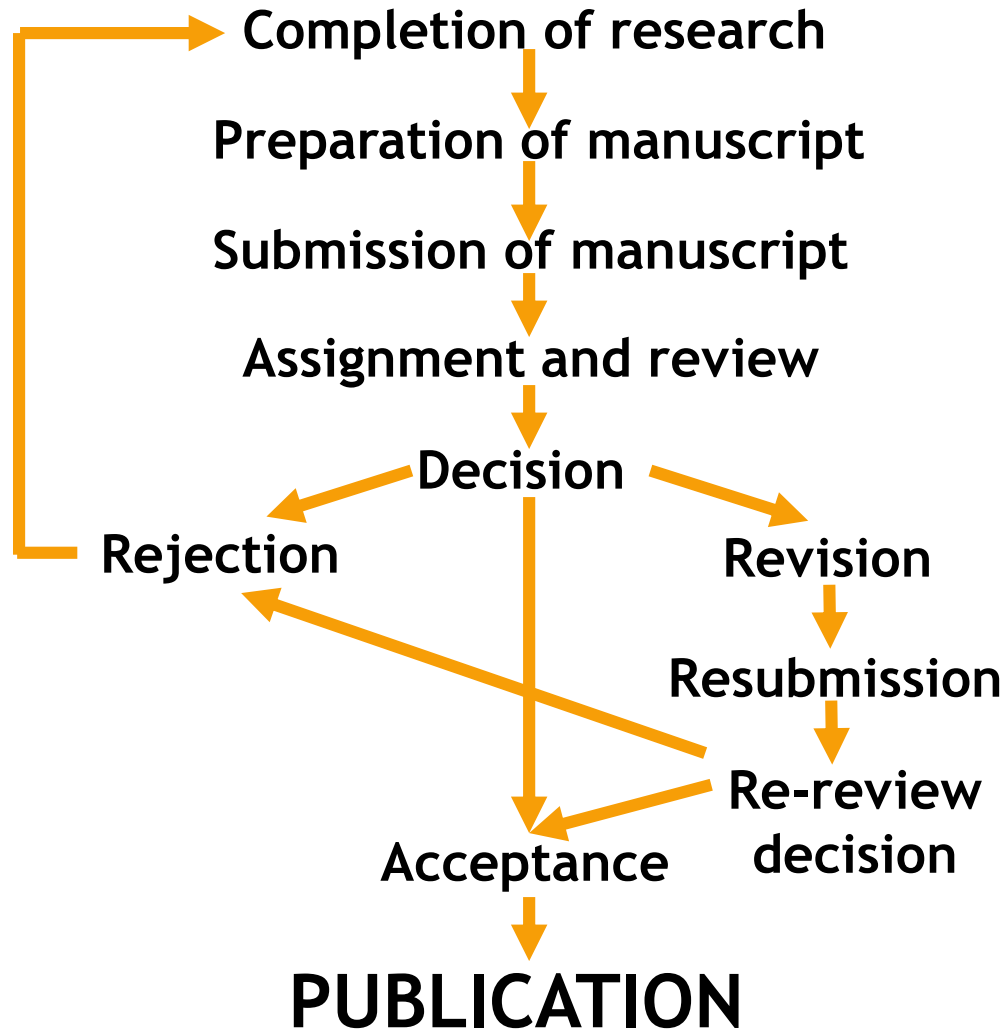 Completion of research
Preparation of manuscript
Submission of manuscript
Assignment and review
Decision
Rejection
Revision
Resubmission
Re-review
decision
Acceptance
PUBLICATION